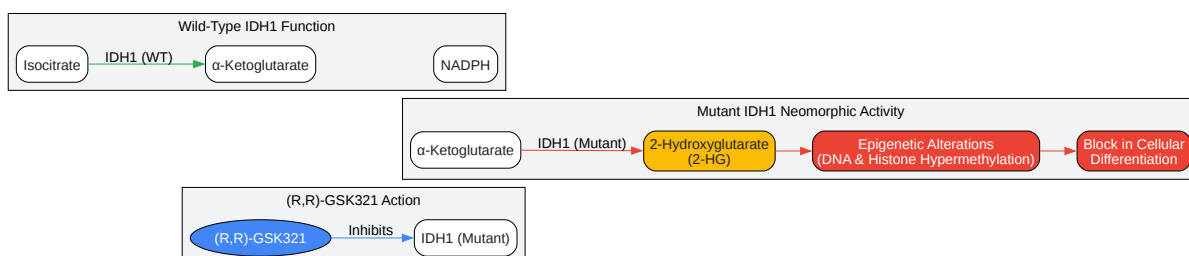 Wild-Type IDH1 Function
Isocitrate
IDH1 (WT)
α-Ketoglutarate
NADPH
Mutant IDH1 Neomorphic Activity
α-Ketoglutarate
IDH1 (Mutant)
2-Hydroxyglutarate
(2-HG)
Epigenetic Alterations
(DNA & Histone Hypermethylation)
Block in Cellular
Differentiation
(R,R)-GSK321 Action
(R,R)-GSK321
Inhibits
IDH1 (Mutant)